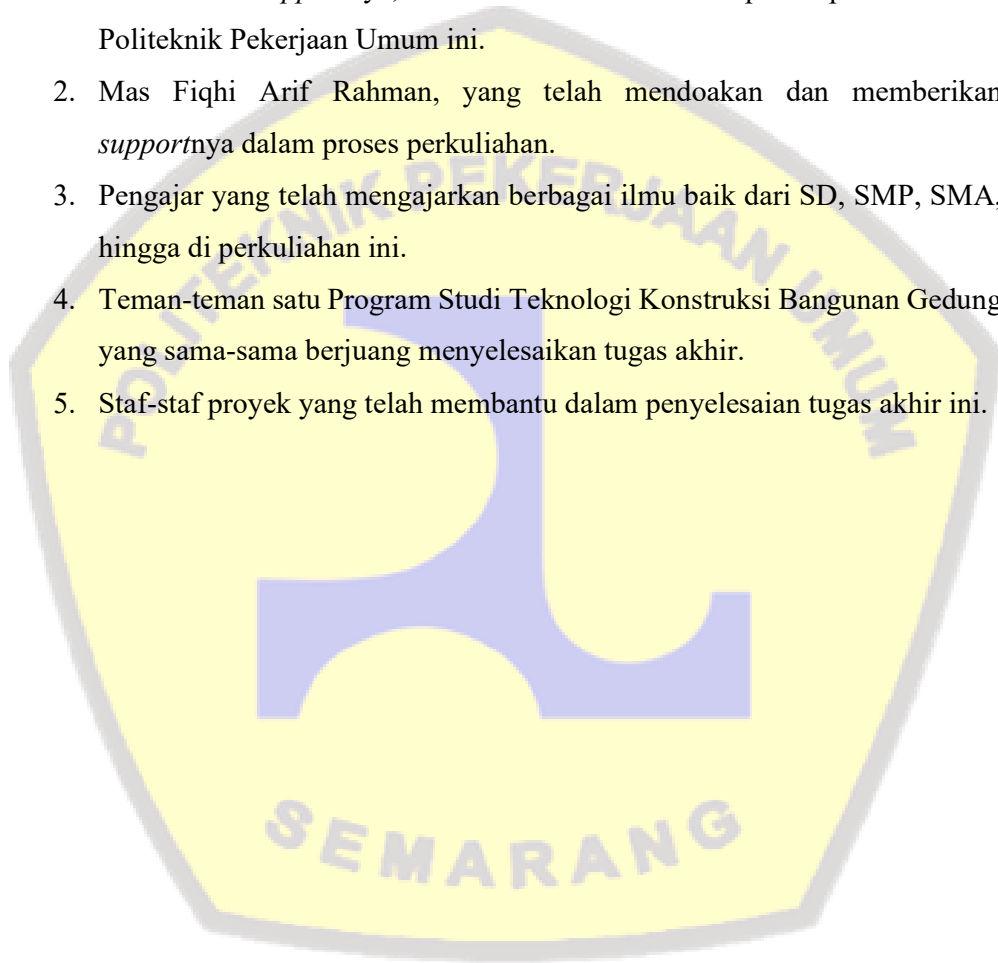 Politeknik Pekerjaan Umum ini.
2. Mas Fiqhi Arif Rahman, yang telah mendoakan dan memberikan
supportnya dalam proses perkuliahan.
3. Pengajar yang telah mengajarkan berbagai ilmu baik dari SD, SMP, SMA,
hingga di perkuliahan ini.
4. Teman-teman satu Program Studi Teknologi Konstruksi Bangunan Gedung
yang sama-sama berjuang menyelesaikan tugas akhir.
5. Staf-staf proyek yang telah membantu dalam penyelesaian tugas akhir ini.
POLITEKNIK PEKERJAAN UMUM
SEMARANG